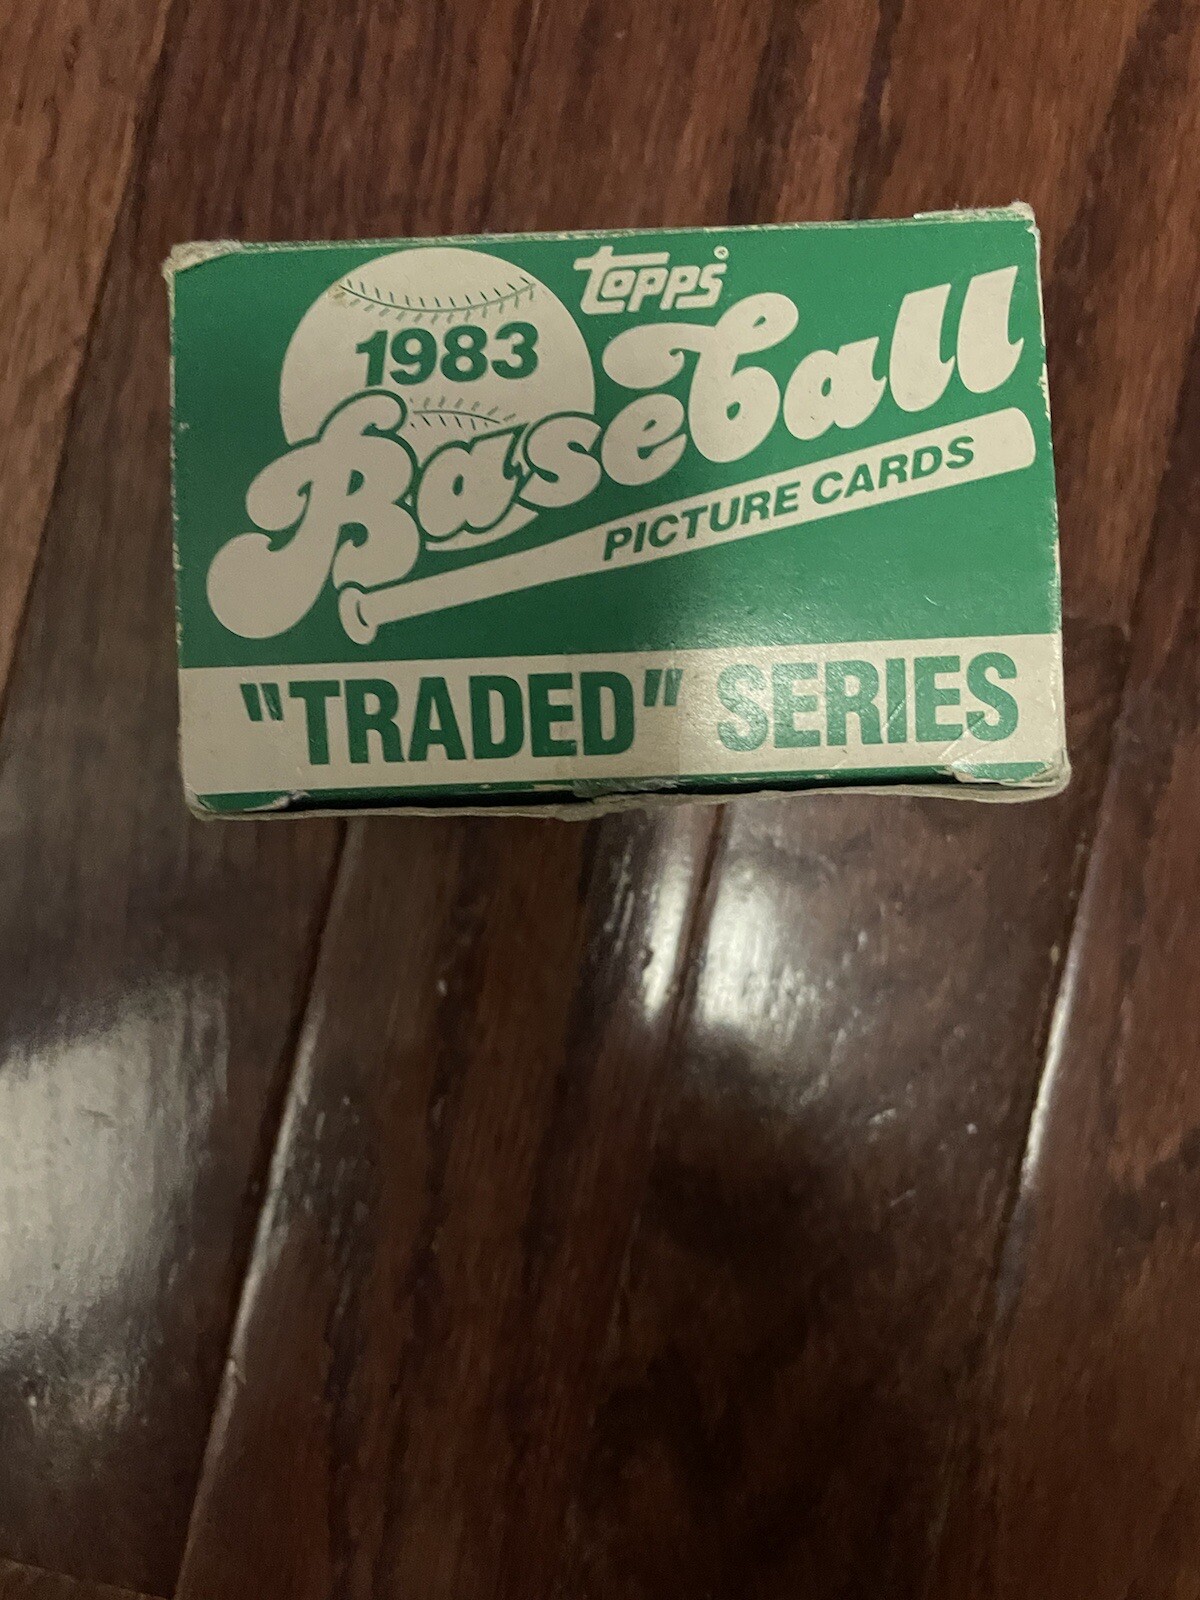 topps®
1983
Baseball
PICTURE CARDS
"TRADED" SERIES